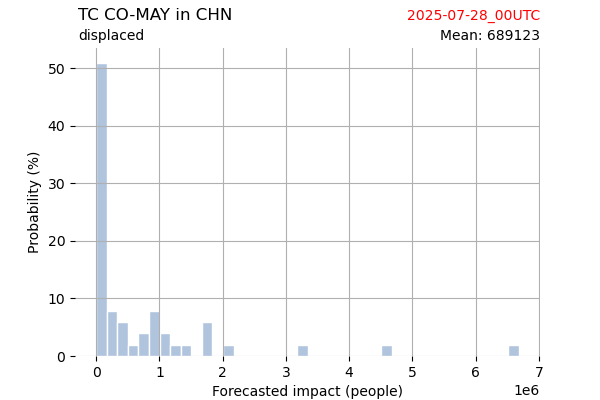 TC CO-MAY in CHN
2025-07-28_00UTC
displaced
Mean: 689123
Probability (%)
50
40
30
20
10
0
0 1 2 3 4 5 6 7
1e6
Forecasted impact (people)